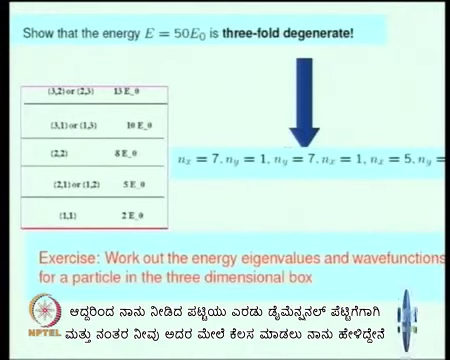 Show that the energy E = 50E₀ is three-fold degenerate!
(3,2) or (2,3) 13 E_0
(3,1) or (1,3) 10 E_0
(2,2) 8 E_0
(2,1) or (1,2) 5 E_0
(1,1) 2 E_0
nₓ = 7, n_y = 1, n_y = 7, nₓ = 1, nₓ = 5, n_y =
Exercise: Work out the energy eigenvalues and wavefunctions
for a particle in the three dimensional box
NPTEL
ಆದ್ದರಿಂದ ನಾನು ನೀಡಿದ ಪಟ್ಟಿಯು ಎರಡು ಡೈಮೆನ್ಷನಲ್ ಪೆಟ್ಟಿಗೆಗಾಗಿ
ಮತ್ತು ನಂತರ ನೀವು ಅದರ ಮೇಲೆ ಕೆಲಸ ಮಾಡಲು ನಾನು ಹೇಳಿದ್ದೇನೆ